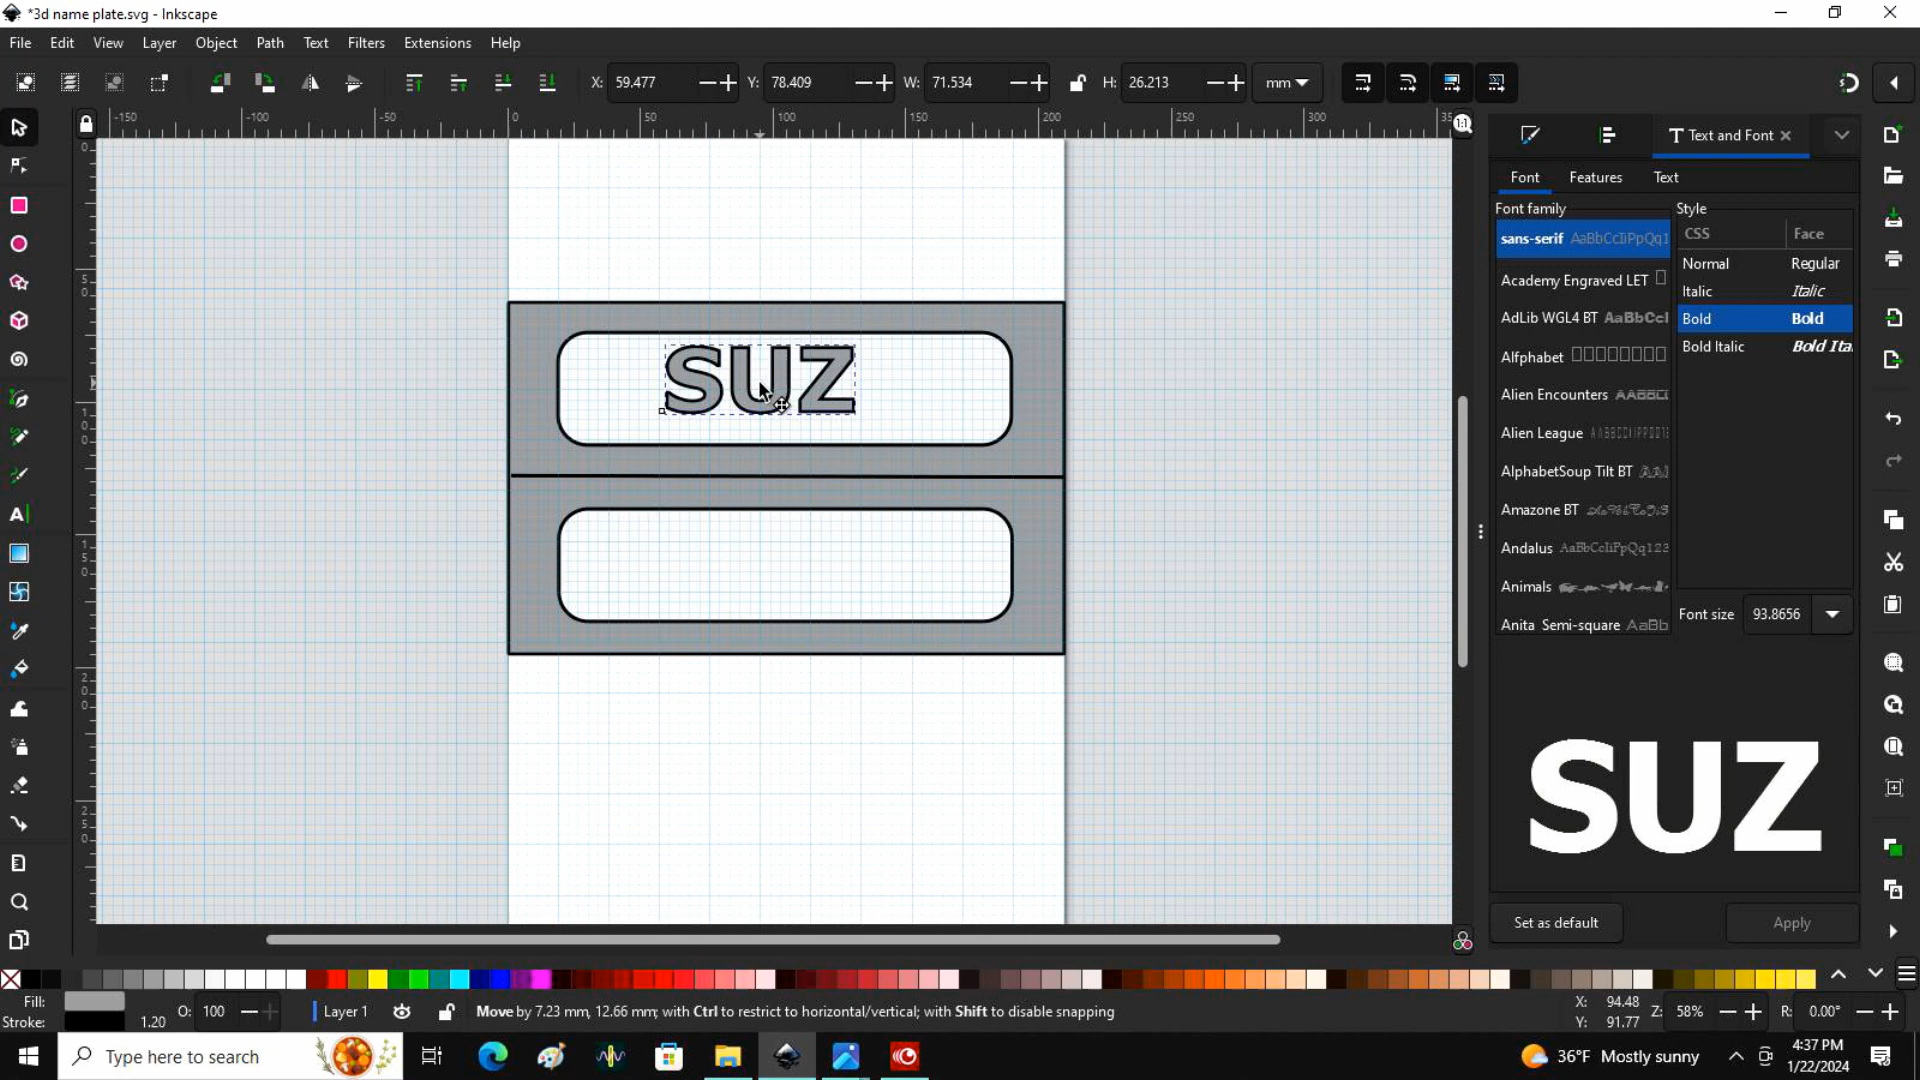 *3d name plate.svg - Inkscape
File Edit View Layer Object Path Text Filters Extensions Help
X: 59.477 Y: 78.409 W: 71.534 H: 26.213 mm
-150 -100 -50 0 50 100 150 200 250 300 35
1:1
Text and Font
Font Features Text
Font family
Style
CSS Face
sans-serif AaBbCcIiPpQq1
Normal Regular
Academy Engraved LET
Italic Italic
AdLib WGL4 BT AaBbCcI
Bold Bold
Alfphabet
Bold Italic Bold Ita
Alien Encounters
Alien League
AlphabetSoup Tilt BT
Amazone BT
Andalus AaBbCcIiPpQq123
Animals
Anita Semi-square AaBb
Font size 93.8656
SUZ
SUZ
Set as default Apply
Fill:
Stroke: 1.20
O: 100
Layer 1
Move by 7.23 mm, 12.66 mm; with Ctrl to restrict to horizontal/vertical; with Shift to disable snapping
X: 94.48
Y: 91.77
Z: 58%
R: 0.00°
Type here to search
36°F Mostly sunny
4:37 PM
1/22/2024